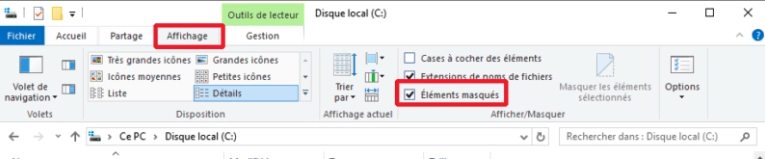 Outils de lecteur Disque local (C:)
Fichier Accueil Partage Affichage Gestion
Très grandes icônes Grandes icônes
Icônes moyennes Petites icônes
Liste Détails
Volet de navigation
Volets
Disposition
Trier par
Affichage actuel
Cases à cocher des éléments
Extensions de noms de fichiers
Éléments masqués
Masquer les éléments sélectionnés
Afficher/Masquer
Options
Ce PC > Disque local (C:)
Rechercher dans : Disque local (C:)